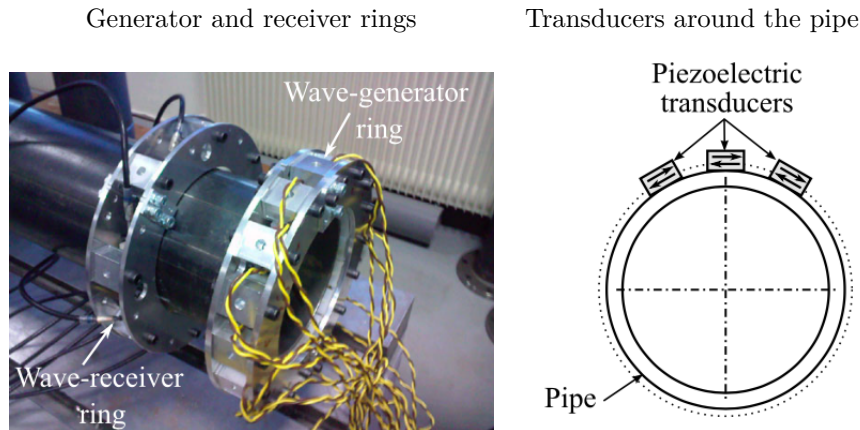 Generator and receiver rings
Transducers around the pipe
Wave-generator
ring
Wave-receiver
ring
Piezoelectric
transducers
Pipe